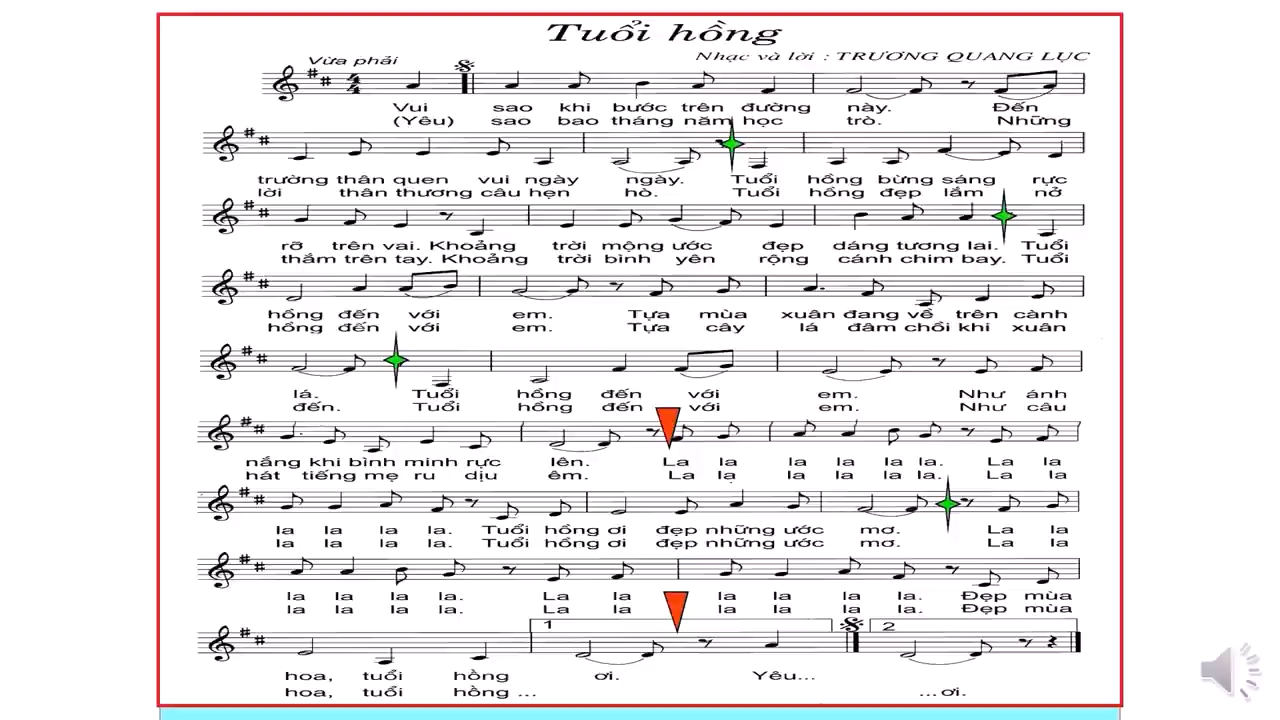 Tuổi hồng
Vừa phải
Nhạc và lời : TRƯƠNG QUANG LỤC
Vui sao khi bước trên đường này. Đến
(Yêu) sao bao tháng năm học trò. Những
trường thân quen vui ngày ngày. Tuổi hồng bừng sáng rực
lời thân thương câu hẹn hò. Tuổi hồng đẹp lắm nở
rỡ trên vai. Khoảng trời mộng ước đẹp dáng tương lai. Tuổi
thắm trên tay. Khoảng trời bình yên rộng cánh chim bay. Tuổi
hồng đến với em. Tựa mùa xuân đang về trên cành
hồng đến với em. Tựa cây lá đâm chồi khi xuân
lá. Tuổi hồng đến với em. Như ánh
đến. Tuổi hồng đến với em. Như câu
nắng khi bình minh rực lên. La la la la la la. La la
hát tiếng mẹ ru dịu êm. La lạ la la la la. La la
la la la la. Tuổi hồng ơi đẹp những ước mơ. La la
la la la la. Tuổi hồng ơi đẹp những ước mơ. La la
la la la la. La la la la la la. Đẹp mùa
la la la la. La la la la la la. Đẹp mùa
1 2
hoa, tuổi hồng ơi. Yêu...
hoa, tuổi hồng ... ...ơi.